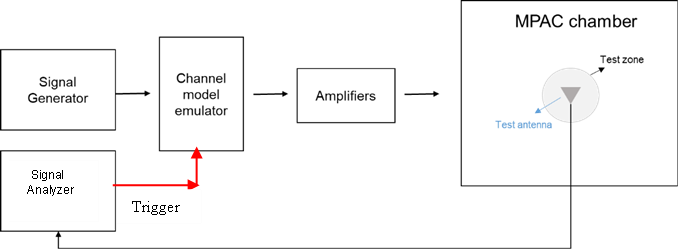 MPAC chamber
Test zone
Test antenna
Signal
Generator
Channel
model
emulator
Amplifiers
Signal
Analyzer
Trigger